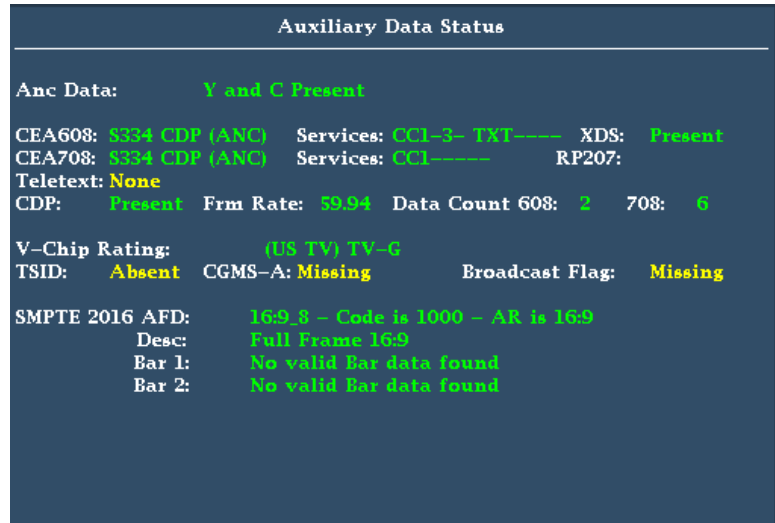 Auxiliary Data Status
Anc Data: Y and C Present
CEA608: S334 CDP (ANC) Services: CC1-3- TXT---- XDS: Present
CEA708: S334 CDP (ANC) Services: CC1----- RP207:
Teletext: None
CDP: Present Frm Rate: 59.94 Data Count 608: 2 708: 6
V-Chip Rating: (US TV) TV-G
TSID: Absent CGMS-A: Missing Broadcast Flag: Missing
SMPTE 2016 AFD: 16:9_8 - Code is 1000 - AR is 16:9
Desc: Full Frame 16:9
Bar 1: No valid Bar data found
Bar 2: No valid Bar data found